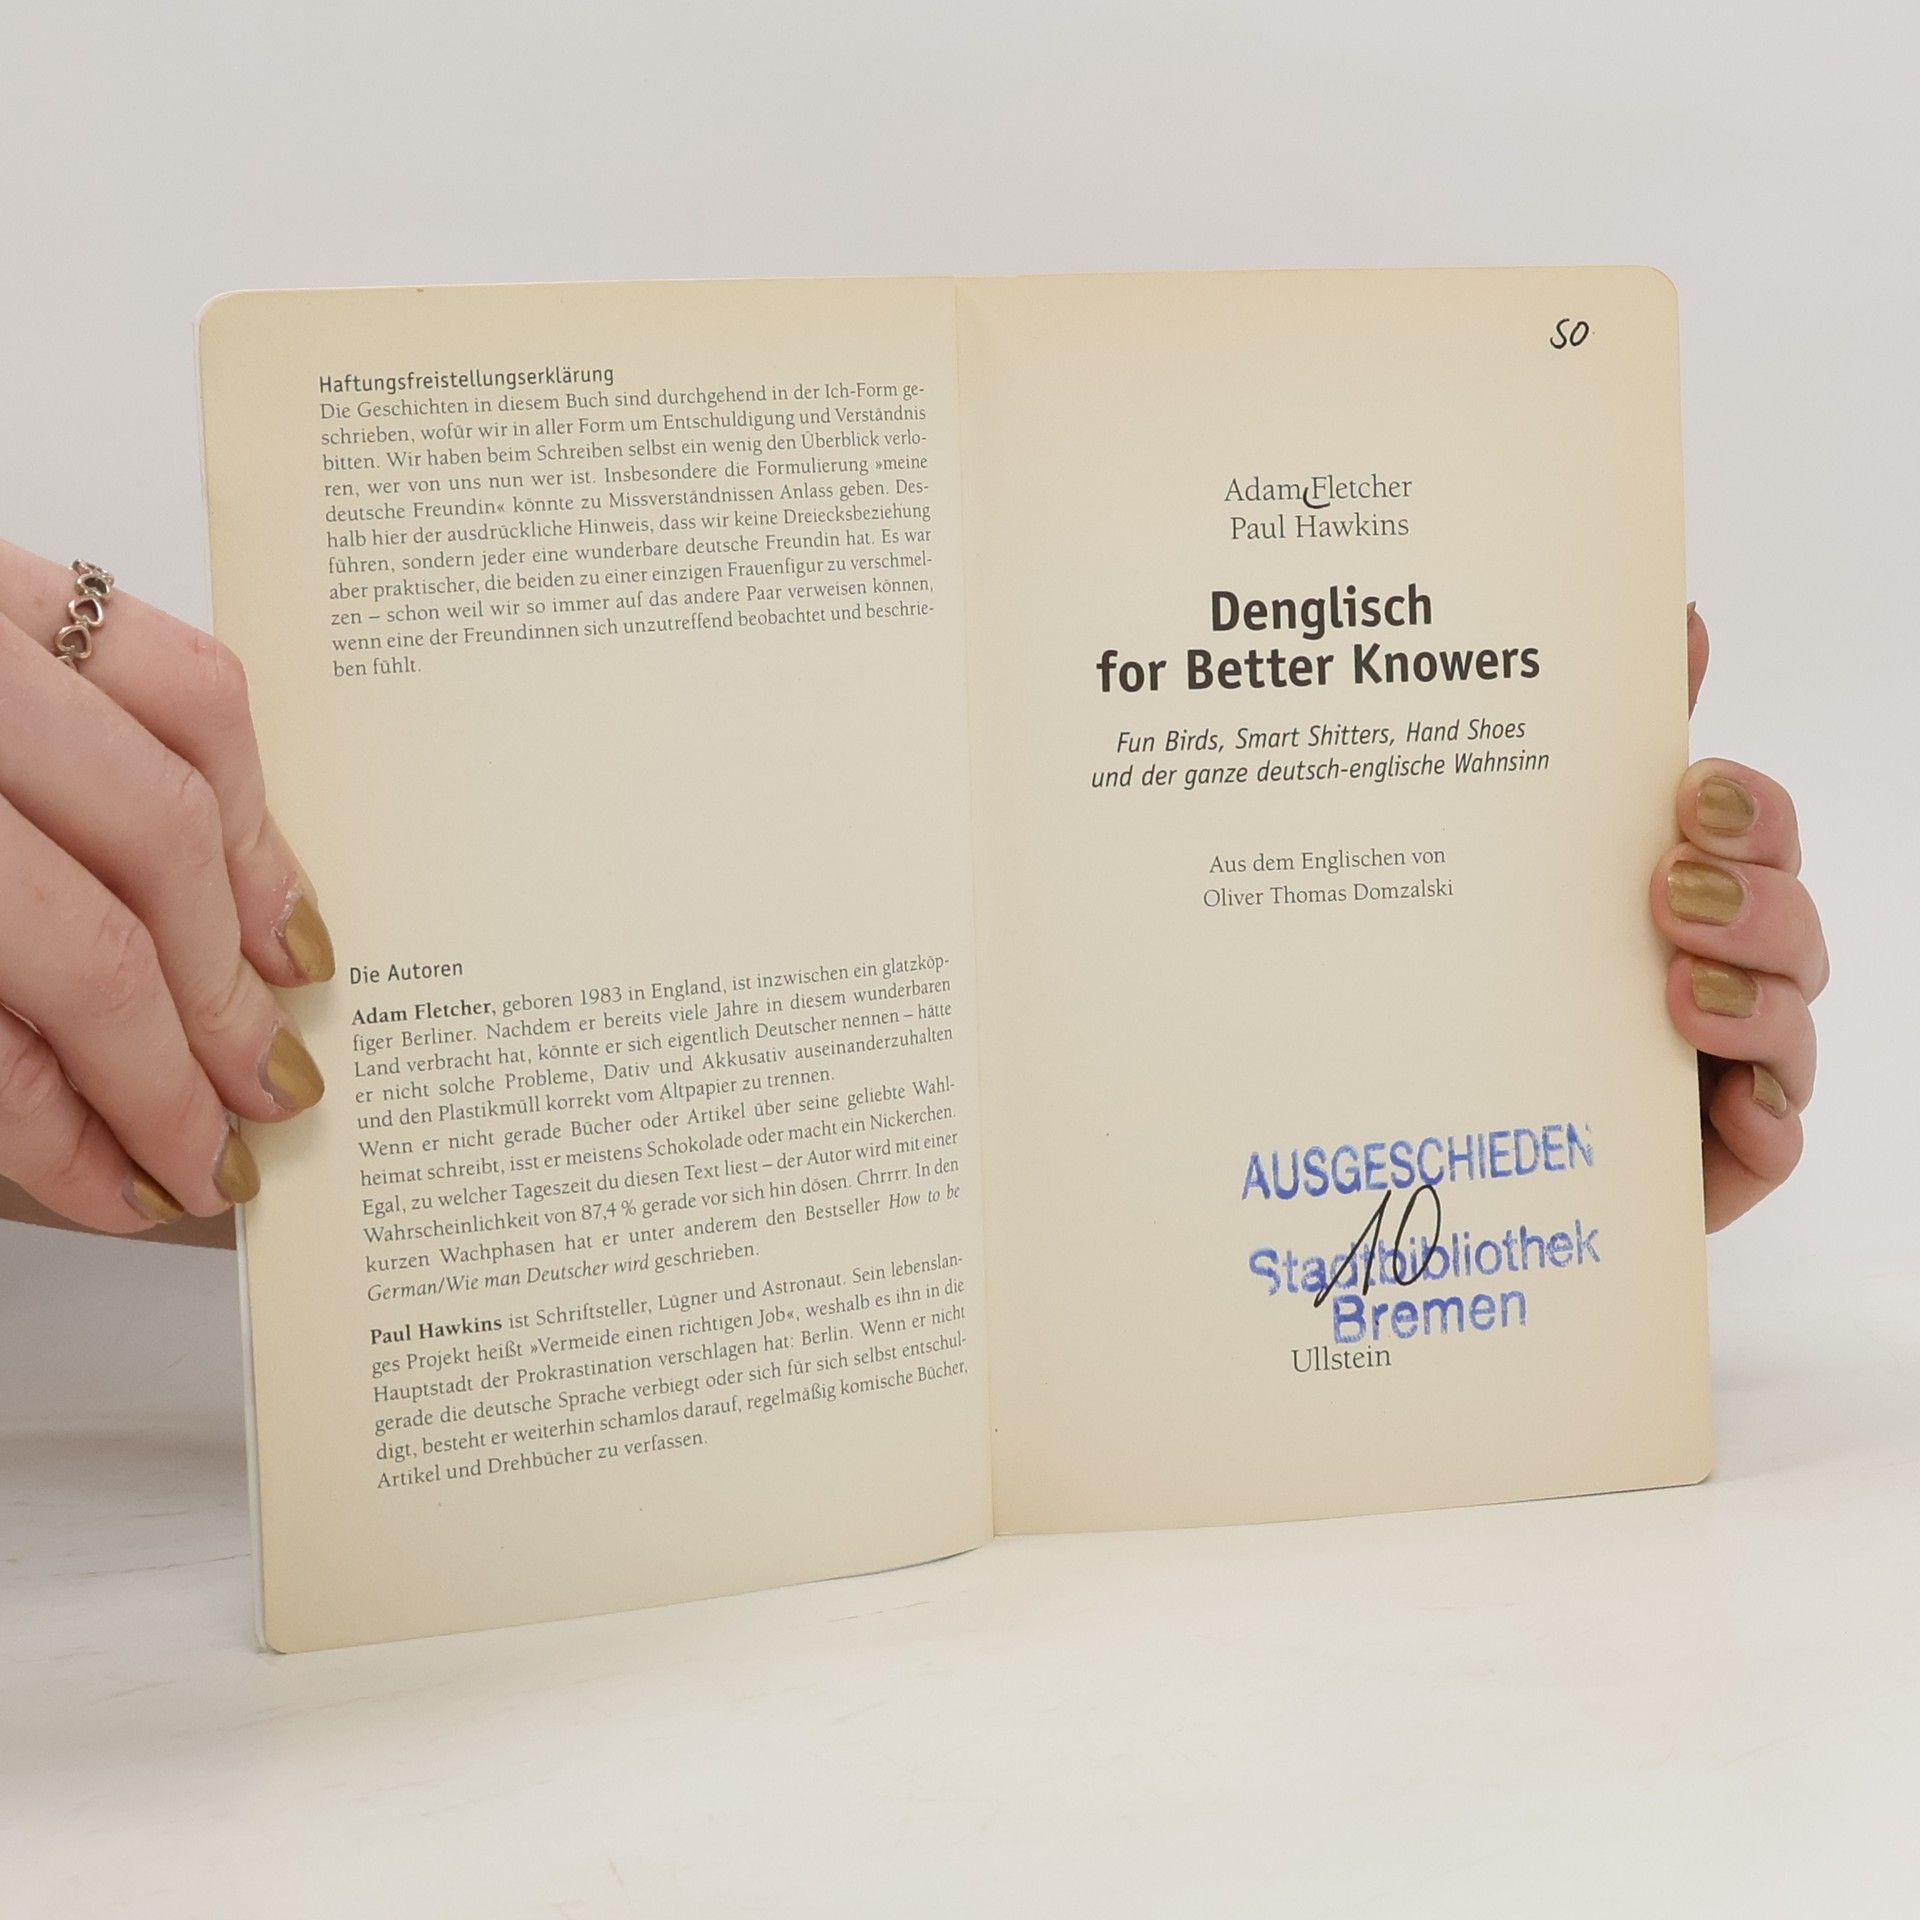 Haftungsfreistellungserklärung
Die Geschichten in diesem Buch sind durchgehend in der Ich-Form ge-
schrieben, wofür wir in aller Form um Entschuldigung und Verständnis
bitten. Wir haben beim Schreiben selbst ein wenig den Überblick verlo-
ren, wer von uns nun wer ist. Insbesondere die Formulierung »meine
deutsche Freundin« könnte zu Missverständnissen Anlass geben. Des-
halb hier der ausdrückliche Hinweis, dass wir keine Dreiecksbeziehung
führen, sondern jeder eine wunderbare deutsche Freundin hat. Es war
aber praktischer, die beiden zu einer einzigen Frauenfigur zu verschmel-
zen – schon weil wir so immer auf das andere Paar verweisen können,
wenn eine der Freundinnen sich unzutreffend beobachtet und beschrie-
ben fühlt.
Die Autoren
Adam Fletcher, geboren 1983 in England, ist inzwischen ein glatzköp-
figer Berliner. Nachdem er bereits viele Jahre in diesem wunderbaren
Land verbracht hat, könnte er sich eigentlich Deutscher nennen – hätte
er nicht solche Probleme, Dativ und Akkusativ auseinanderzuhalten
und den Plastikmüll korrekt vom Altpapier zu trennen.
Wenn er nicht gerade Bücher oder Artikel über seine geliebte Wahl-
heimat schreibt, isst er meistens Schokolade oder macht ein Nickerchen.
Egal, zu welcher Tageszeit du diesen Text liest – der Autor wird mit einer
Wahrscheinlichkeit von 87,4 % gerade vor sich hin dösen. Chrrrr. In den
kurzen Wachphasen hat er unter anderem den Bestseller How to be
German/Wie man Deutscher wird geschrieben.
Paul Hawkins ist Schriftsteller, Lügner und Astronaut. Sein lebenslan-
ges Projekt heißt »Vermeide einen richtigen Job«, weshalb es ihn in die
Hauptstadt der Prokrastination verschlagen hat: Berlin. Wenn er nicht
gerade die deutsche Sprache verbiegt oder sich für sich selbst entschul-
digt, besteht er weiterhin schamlos darauf, regelmäßig komische Bücher,
Artikel und Drehbücher zu verfassen.
SO
Adam Fletcher
Paul Hawkins
Denglisch
for Better Knowers
Fun Birds, Smart Shitters, Hand Shoes
und der ganze deutsch-englische Wahnsinn
Aus dem Englischen von
Oliver Thomas Domzalski
AUSGESCHIEDEN
10
Stadtbibliothek
Bremen
Ullstein